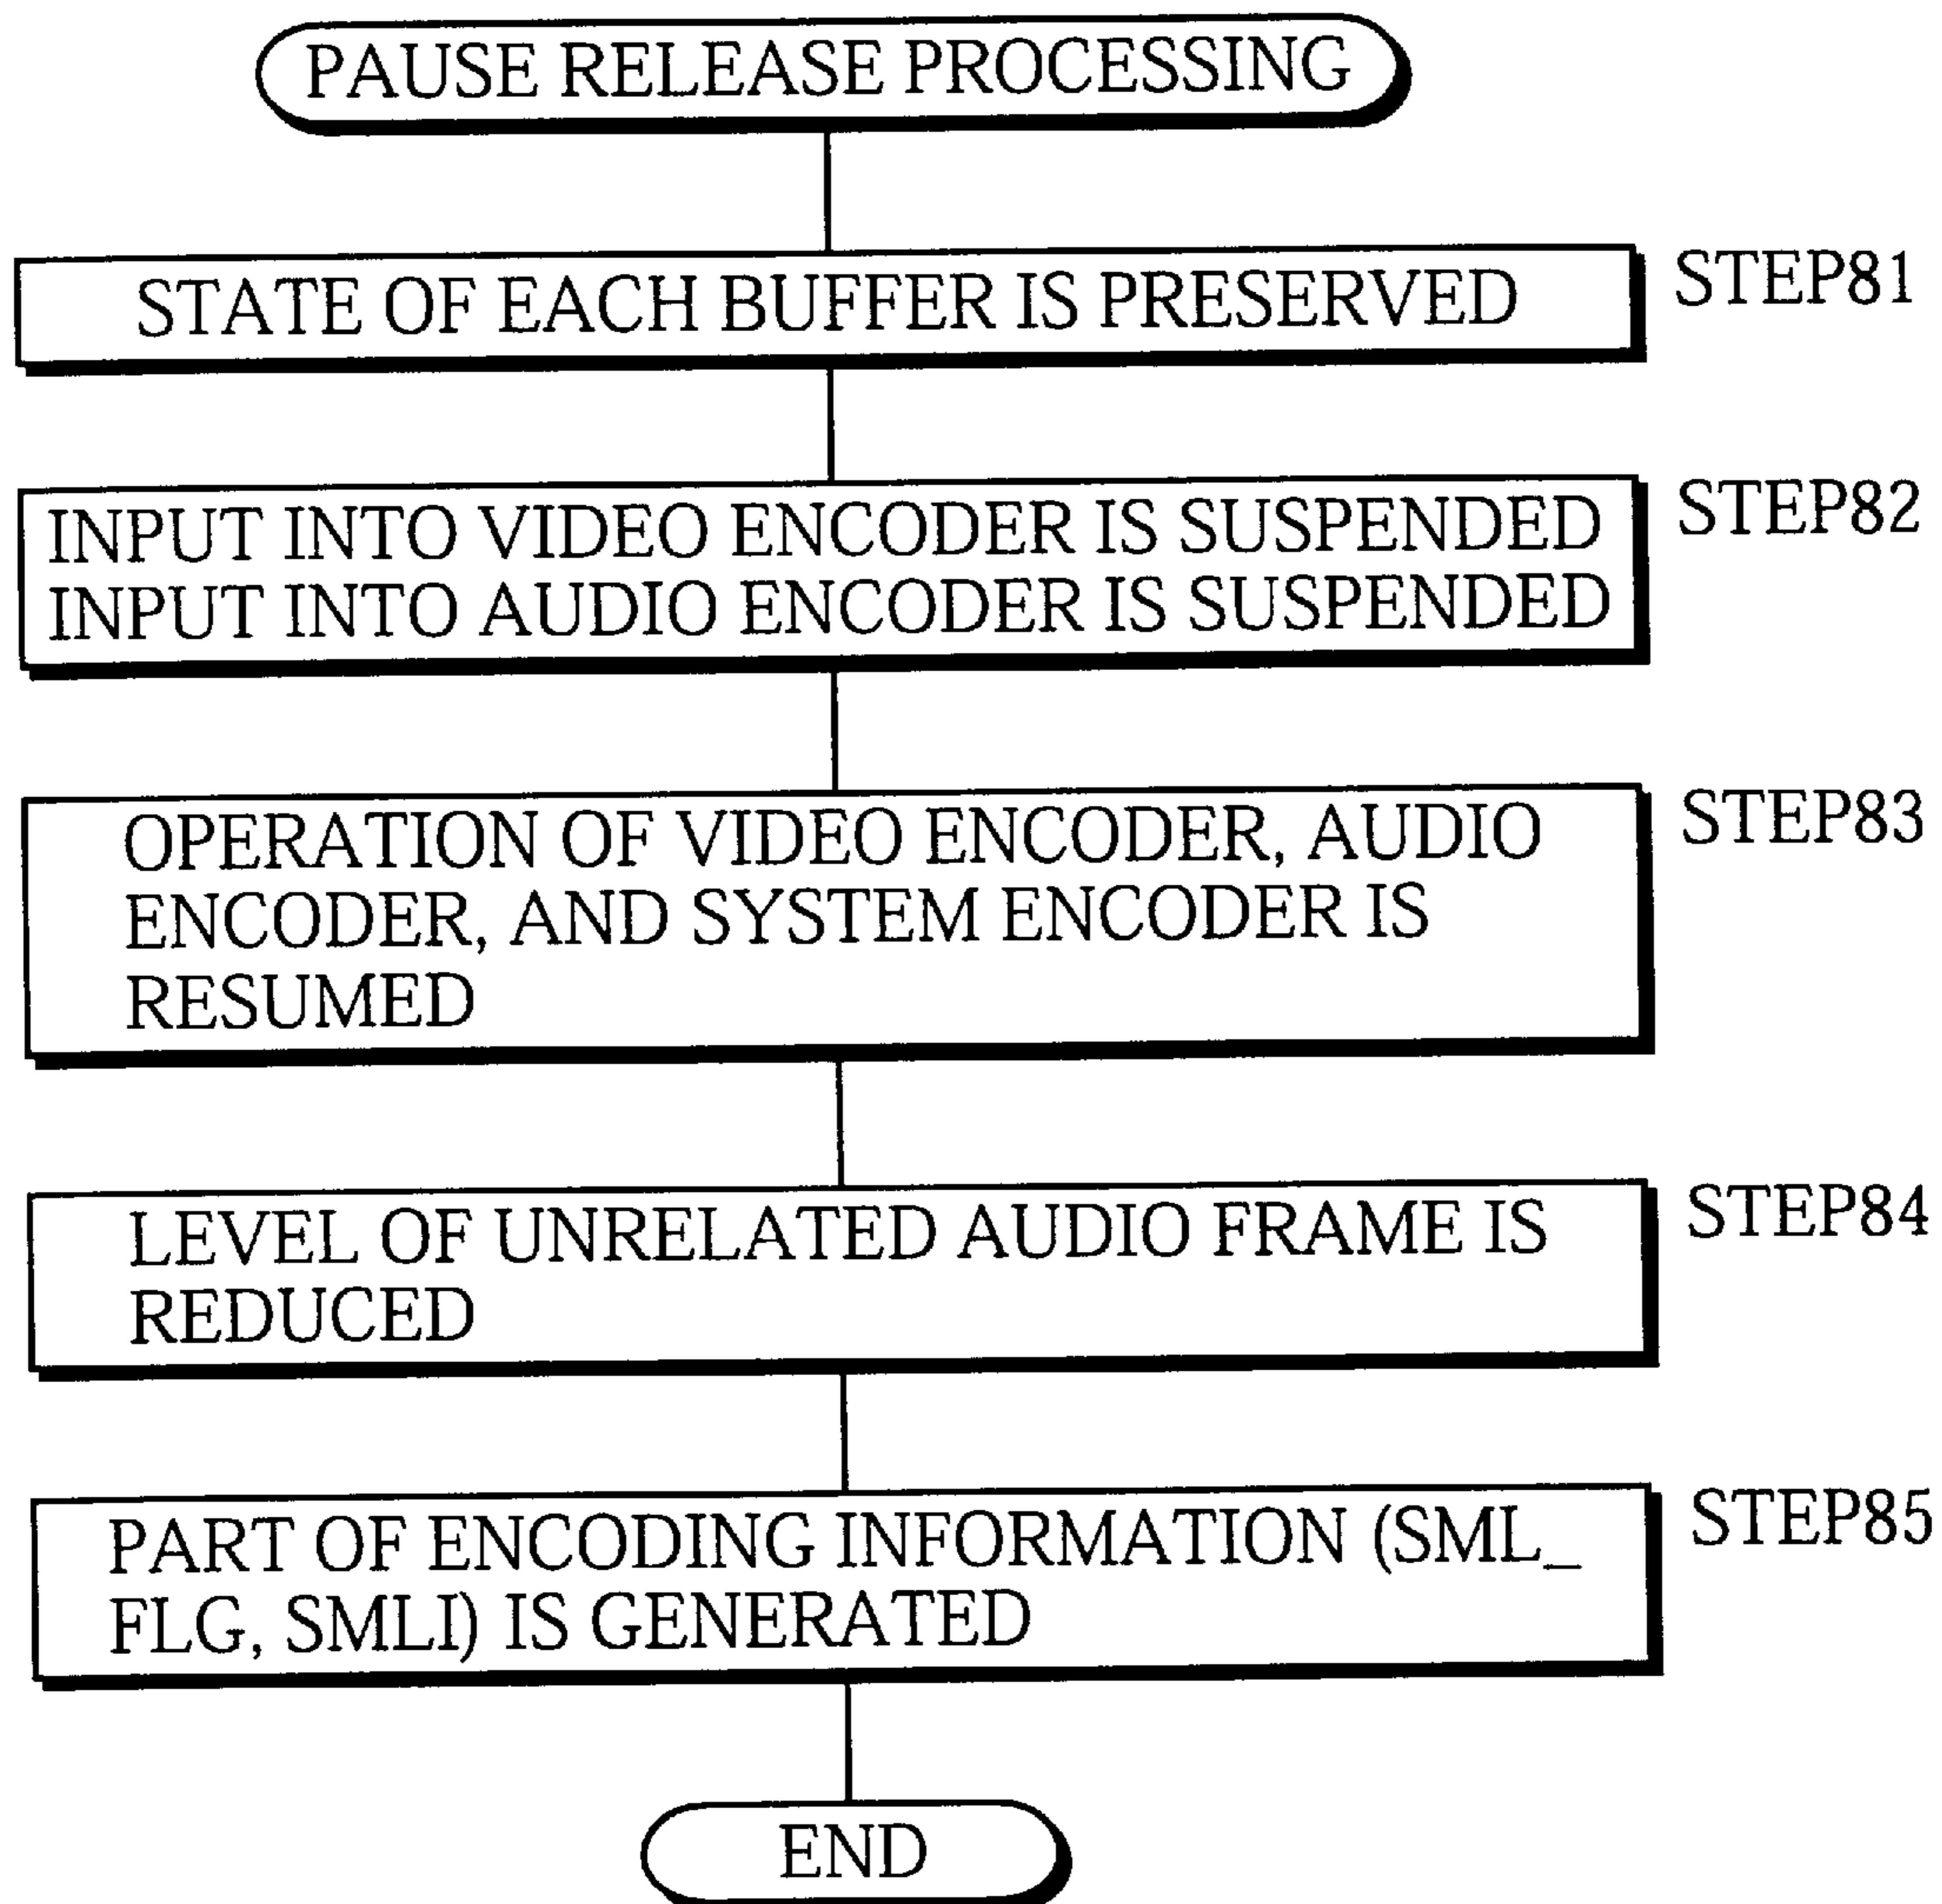 PAUSE RELEASE PROCESSING
STATE OF EACH BUFFER IS PRESERVED
STEP81
INPUT INTO VIDEO ENCODER IS SUSPENDED
INPUT INTO AUDIO ENCODER IS SUSPENDED
STEP82
OPERATION OF VIDEO ENCODER, AUDIO
ENCODER, AND SYSTEM ENCODER IS
RESUMED
STEP83
LEVEL OF UNRELATED AUDIO FRAME IS
REDUCED
STEP84
PART OF ENCODING INFORMATION (SML_
FLG, SMLI) IS GENERATED
STEP85
END